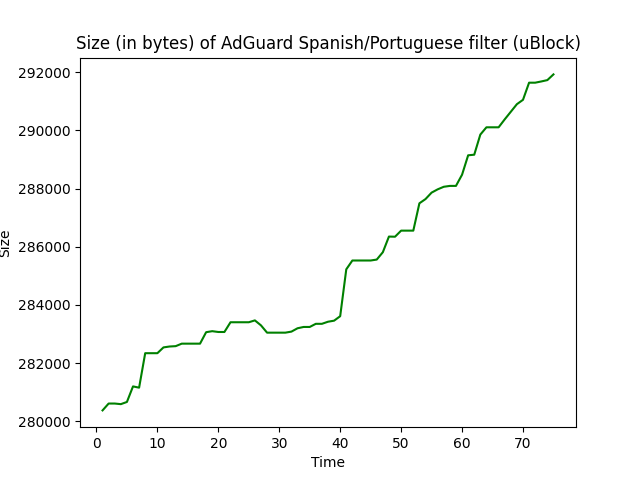 Size (in bytes) of AdGuard Spanish/Portuguese filter (uBlock)
292000
290000
288000
286000
284000
282000
280000
Size
0 10 20 30 40 50 60 70
Time